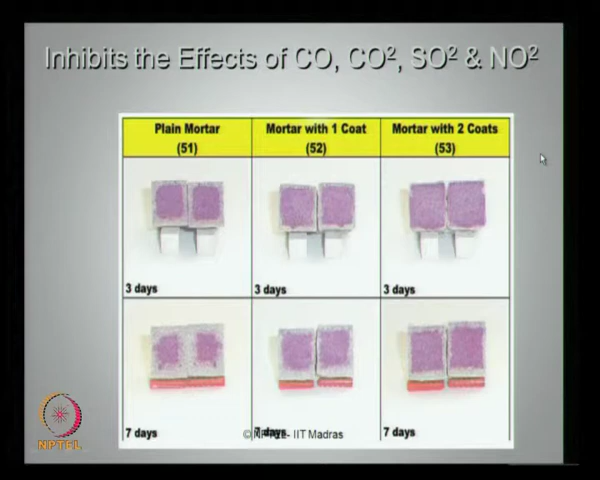 Inhibits the Effects of CO, CO², SO² & NO²
Plain Mortar
(51)
Mortar with 1 Coat
(52)
Mortar with 2 Coats
(53)
3 days
3 days
3 days
7 days
7 days
7 days
© NPTEL- IIT Madras
NPTEL